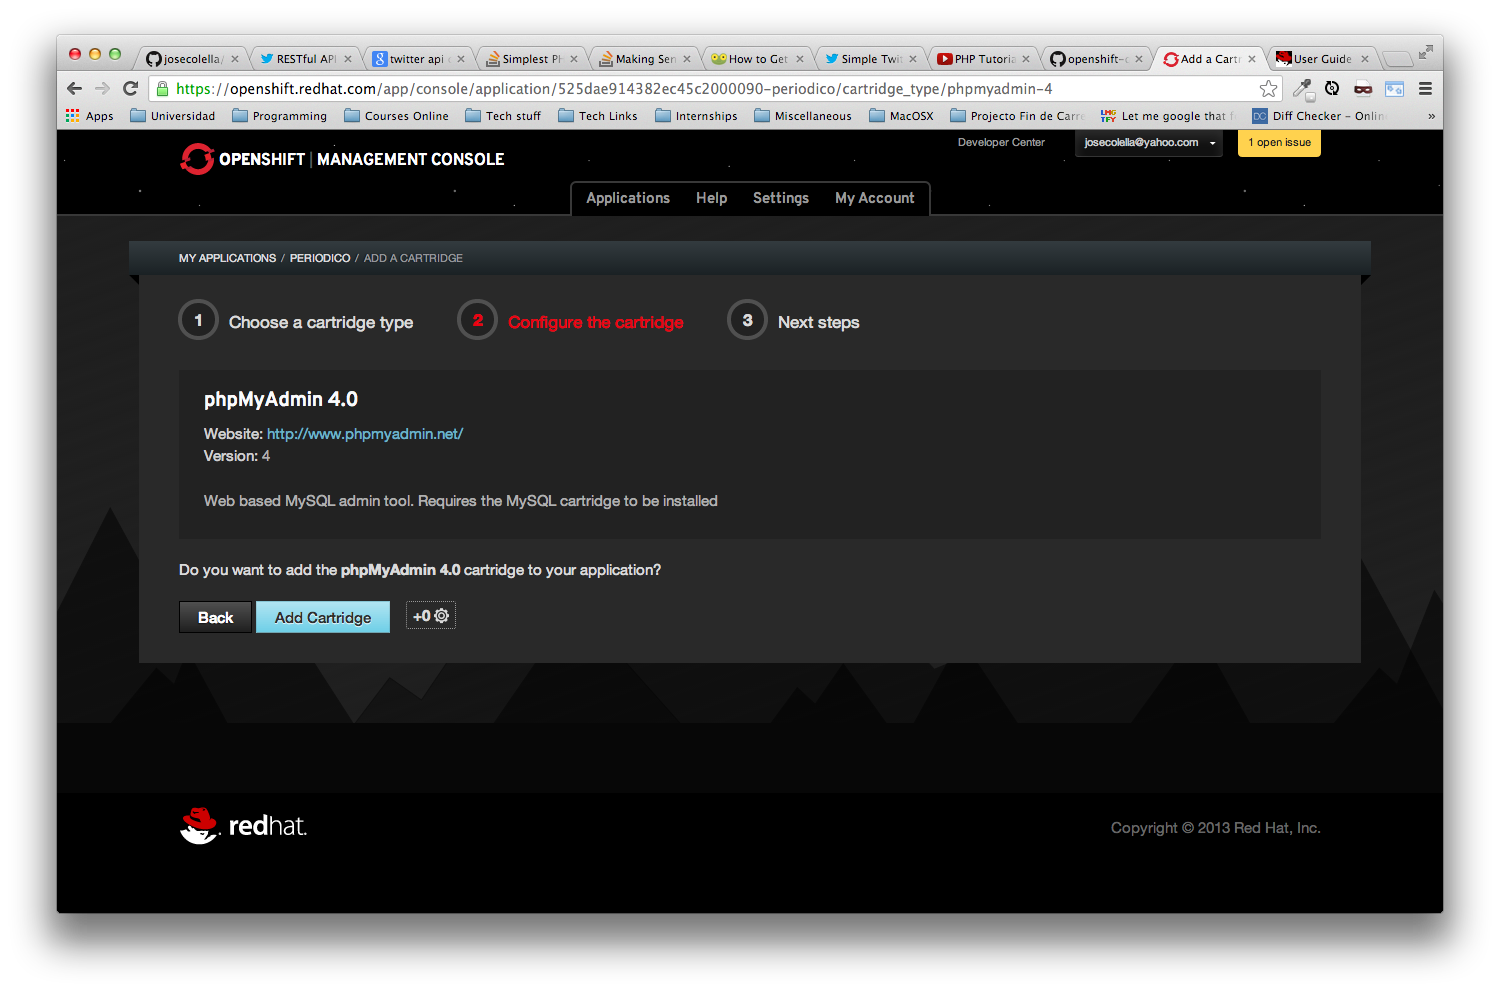 josecolella/
RESTful API
twitter api
Simplest PH
Making Ser
How to Get
Simple Twit
PHP Tutoria
openshift-c
Add a Cartr
User Guide
https://openshift.redhat.com/app/console/application/525dae914382ec45c2000090-periodico/cartridge_type/phpmyadmin-4
Apps Universidad Programming Courses Online Tech stuff Tech Links Internships Miscellaneous MacOSX Projecto Fin de Carre LMG TFY Let me google that f DC Diff Checker – Onlin »
OPENSHIFT | MANAGEMENT CONSOLE
Developer Center josecolella@yahoo.com 1 open issue
Applications Help Settings My Account
MY APPLICATIONS / PERIODICO / ADD A CARTRIDGE
1 Choose a cartridge type 2 Configure the cartridge 3 Next steps
phpMyAdmin 4.0
Website: http://www.phpmyadmin.net/
Version: 4
Web based MySQL admin tool. Requires the MySQL cartridge to be installed
Do you want to add the phpMyAdmin 4.0 cartridge to your application?
Back Add Cartridge +0
redhat.
Copyright © 2013 Red Hat, Inc.